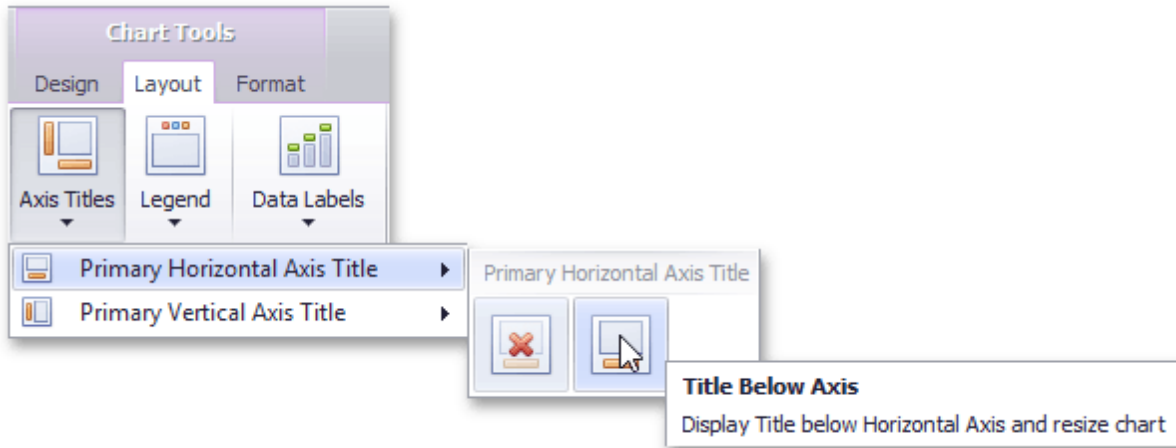 Chart Tools
Design Layout Format
Axis Titles Legend Data Labels
Primary Horizontal Axis Title
Primary Vertical Axis Title
Primary Horizontal Axis Title
Title Below Axis
Display Title below Horizontal Axis and resize chart